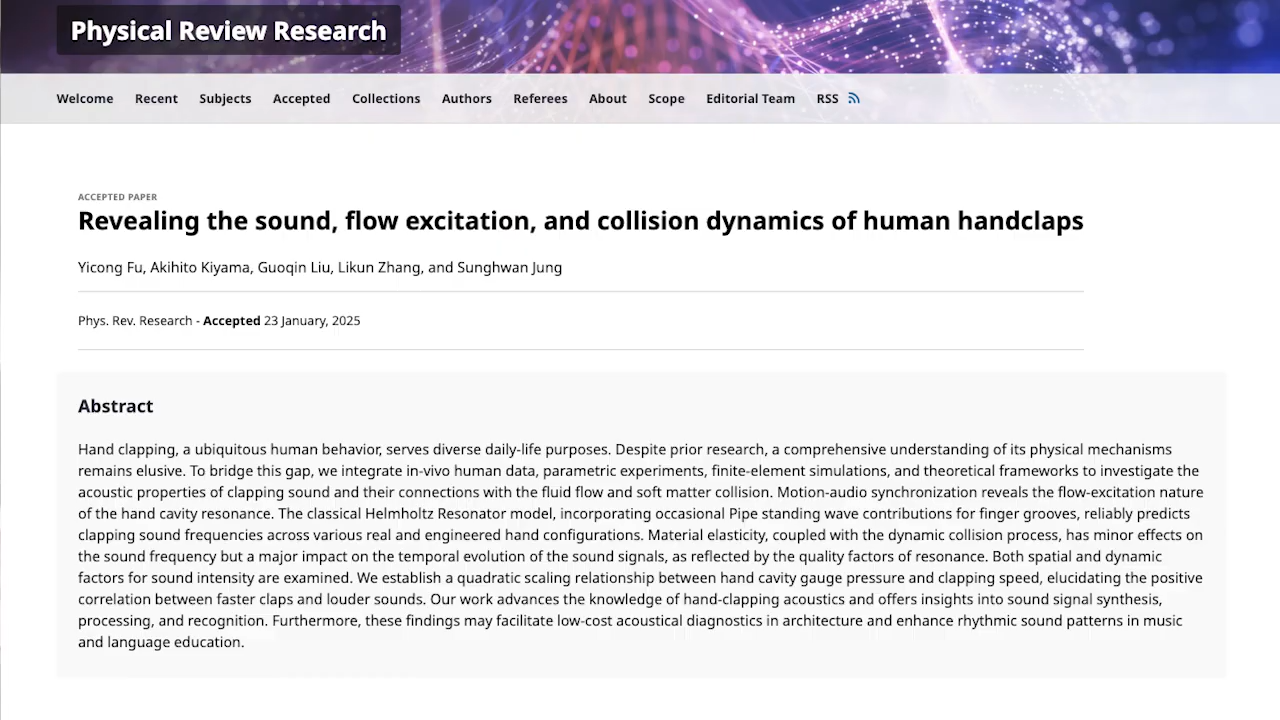 Physical Review Research
Welcome Recent Subjects Accepted Collections Authors Referees About Scope Editorial Team RSS
ACCEPTED PAPER
Revealing the sound, flow excitation, and collision dynamics of human handclaps
Yicong Fu, Akihito Kiyama, Guoqin Liu, Likun Zhang, and Sunghwan Jung
Phys. Rev. Research - Accepted 23 January, 2025
Abstract
Hand clapping, a ubiquitous human behavior, serves diverse daily-life purposes. Despite prior research, a comprehensive understanding of its physical mechanisms
remains elusive. To bridge this gap, we integrate in-vivo human data, parametric experiments, finite-element simulations, and theoretical frameworks to investigate the
acoustic properties of clapping sound and their connections with the fluid flow and soft matter collision. Motion-audio synchronization reveals the flow-excitation nature
of the hand cavity resonance. The classical Helmholtz Resonator model, incorporating occasional Pipe standing wave contributions for finger grooves, reliably predicts
clapping sound frequencies across various real and engineered hand configurations. Material elasticity, coupled with the dynamic collision process, has minor effects on
the sound frequency but a major impact on the temporal evolution of the sound signals, as reflected by the quality factors of resonance. Both spatial and dynamic
factors for sound intensity are examined. We establish a quadratic scaling relationship between hand cavity gauge pressure and clapping speed, elucidating the positive
correlation between faster claps and louder sounds. Our work advances the knowledge of hand-clapping acoustics and offers insights into sound signal synthesis,
processing, and recognition. Furthermore, these findings may facilitate low-cost acoustical diagnostics in architecture and enhance rhythmic sound patterns in music
and language education.